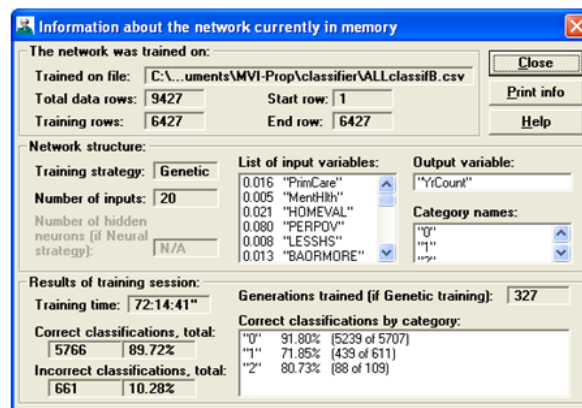 Information about the network currently in memory
The network was trained on:
Trained on file: C:\...uments\MVI-Prop\classifier\ALLclassifB.csv
Total data rows: 9427 Start row: 1
Training rows: 6427 End row: 6427
Close
Print info
Help
Network structure:
Training strategy: Genetic
Number of inputs: 20
Number of hidden
neurons (if Neural
strategy): N/A
List of input variables:
0.016 "PrimCare"
0.005 "MentHlth"
0.021 "HOMEVAL"
0.080 "PERPOV"
0.008 "LESSHS"
0.013 "BAORMORE"
Output variable:
"YrCount"
Category names:
"0"
"1"
"2"
Results of training session:
Training time: 72:14:41"
Correct classifications, total:
5766 89.72%
Incorrect classifications, total:
661 10.28%
Generations trained (if Genetic training): 327
Correct classifications by category:
"0" 91.80% (5239 of 5707)
"1" 71.85% (439 of 611)
"2" 80.73% (88 of 109)